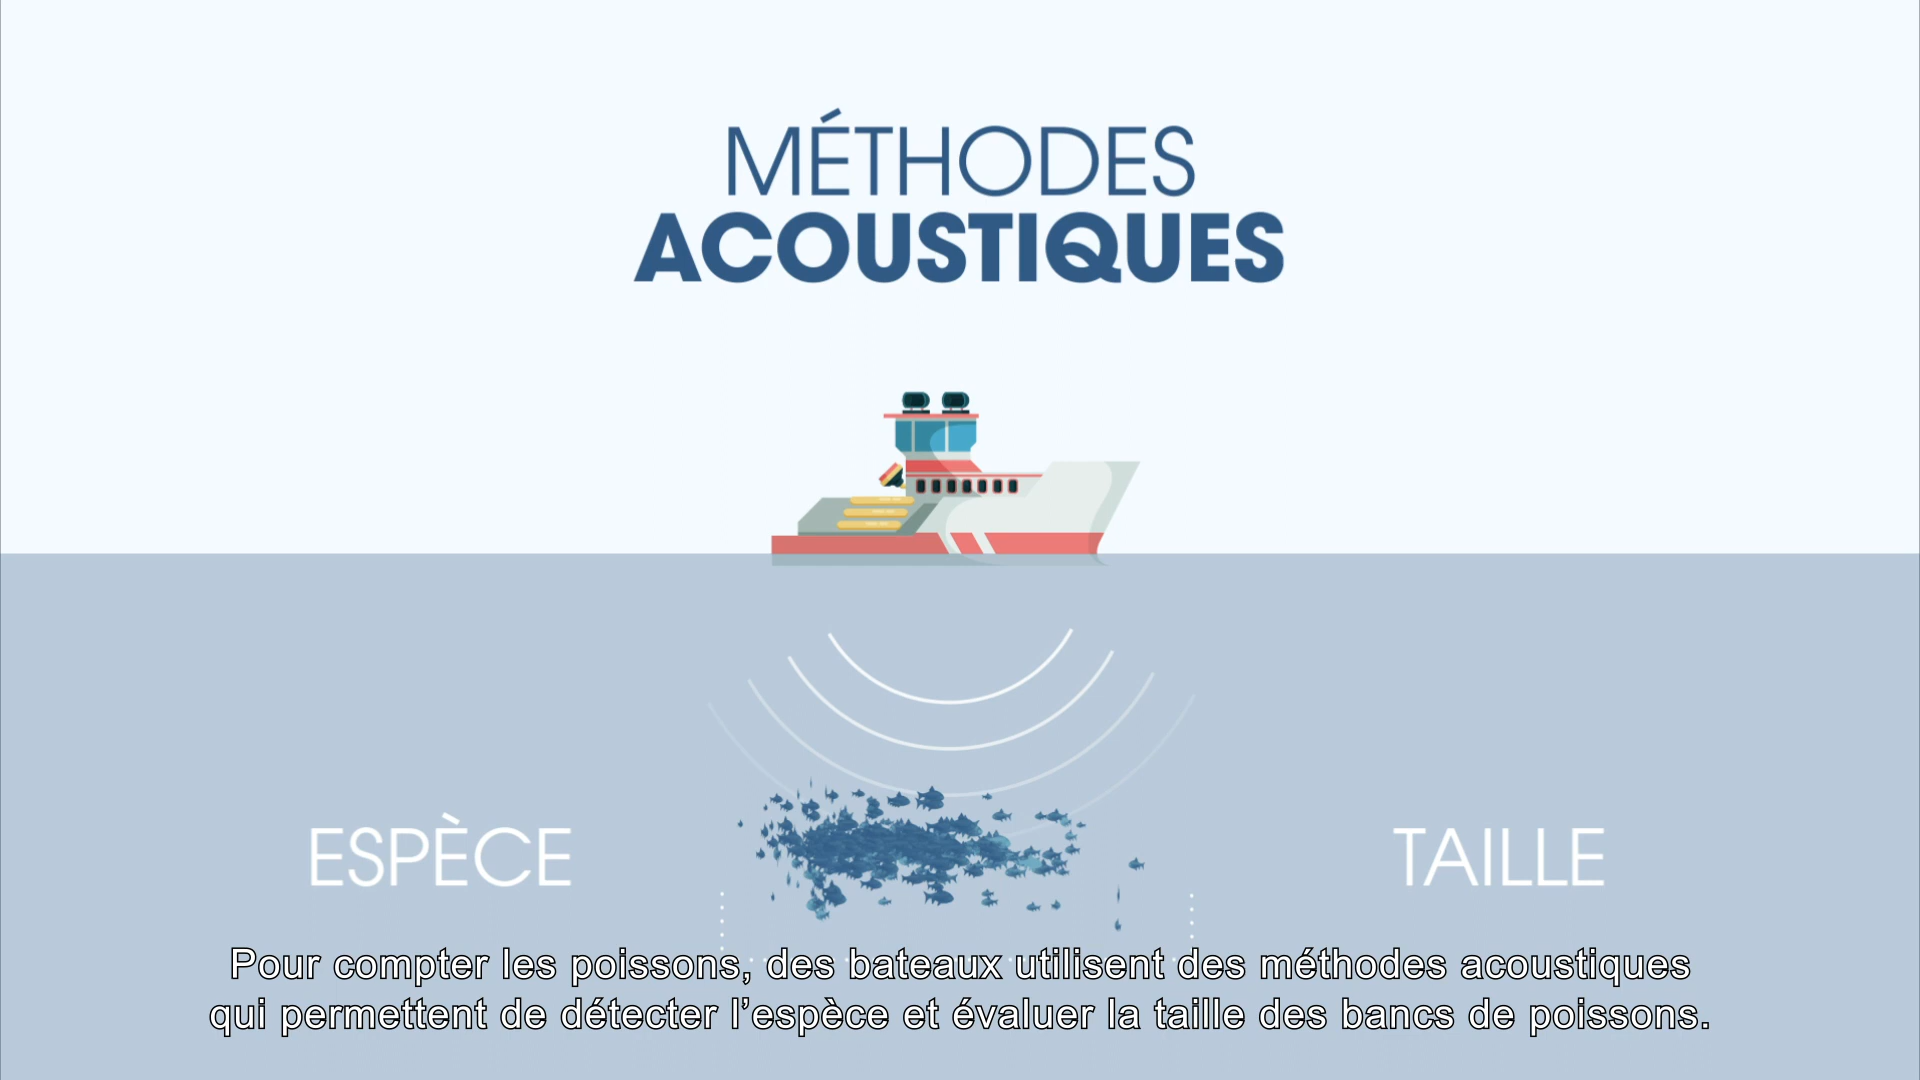 MÉTHODES
ACOUSTIQUES
ESPÈCE
TAILLE
Pour compter les poissons, des bateaux utilisent des méthodes acoustiques
qui permettent de détecter l’espèce et évaluer la taille des bancs de poissons.